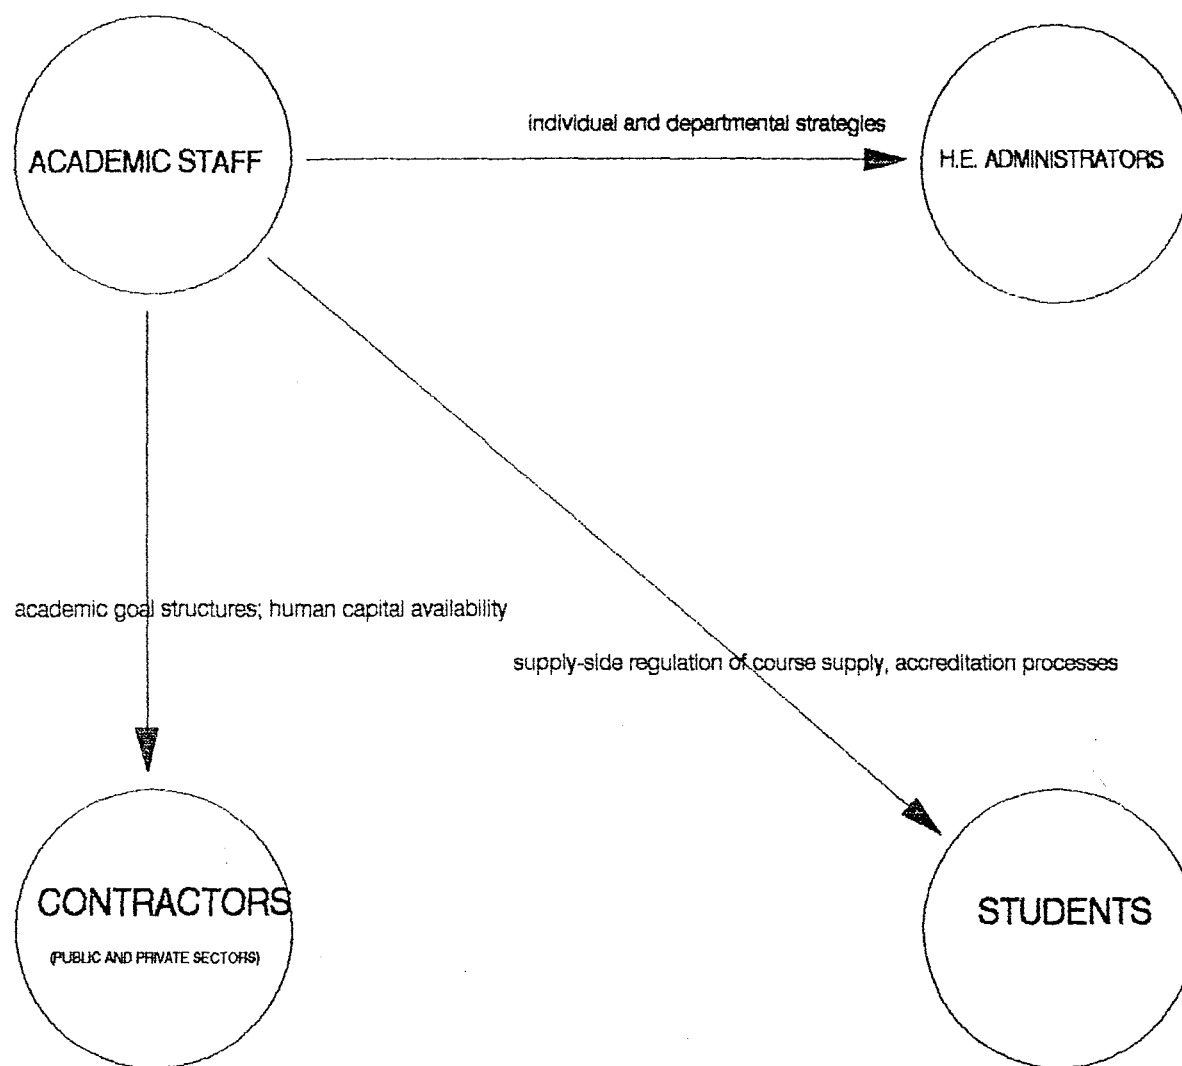 individual and departmental strategies
ACADEMIC STAFF
H.E. ADMINISTRATORS
academic goal structures; human capital availability
supply-side regulation of course supply, accreditation processes
CONTRACTORS
(PUBLIC AND PRIVATE SECTORS)
STUDENTS